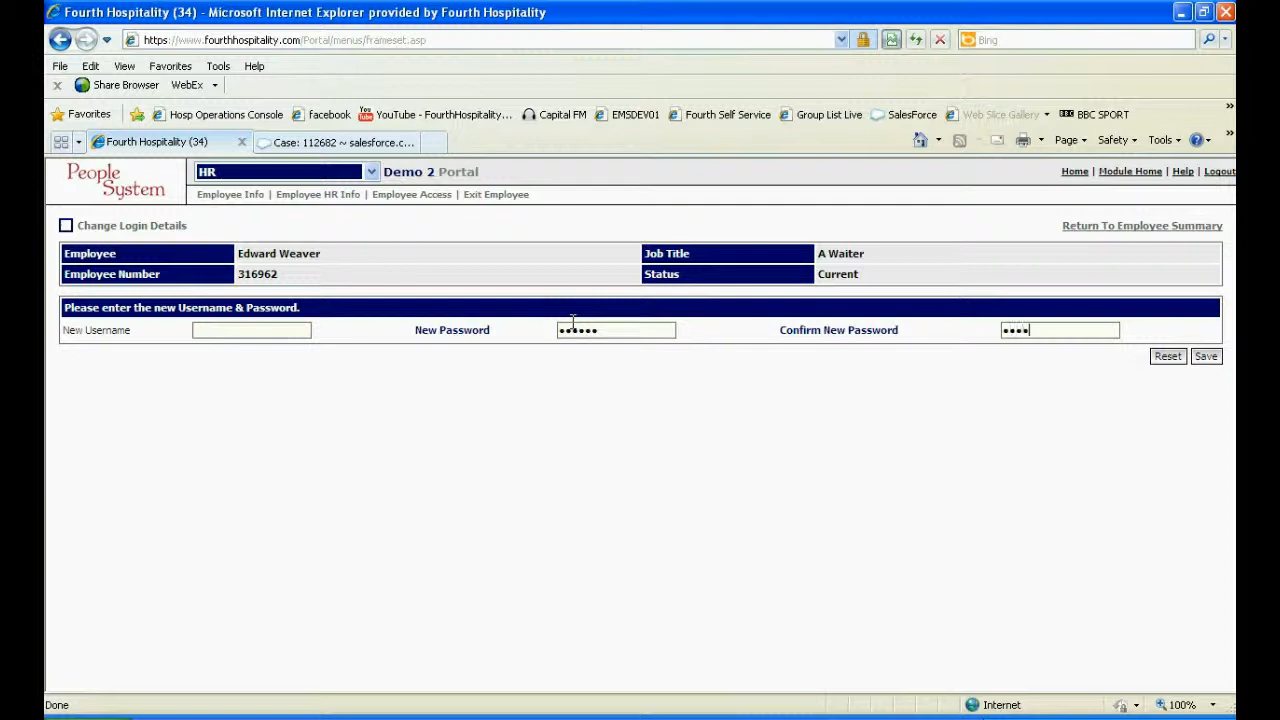 Fourth Hospitality (34) - Microsoft Internet Explorer provided by Fourth Hospitality
https://www.fourthhospitality.com/Portal/menus/frameset.asp
Bing
File Edit View Favorites Tools Help
Share Browser WebEx
Favorites Hosp Operations Console facebook YouTube - FourthHospitality... Capital FM EMSDEV01 Fourth Self Service Group List Live SalesForce Web Slice Gallery BBC SPORT
Fourth Hospitality (34) Case: 112682 ~ salesforce.c... Page Safety Tools
People System
HR Demo 2 Portal Home | Module Home | Help | Logout
Employee Info | Employee HR Info | Employee Access | Exit Employee
Change Login Details Return To Employee Summary
Employee Edward Weaver Job Title A Waiter
Employee Number 316962 Status Current
Please enter the new Username & Password.
New Username New Password •••••• Confirm New Password ••••
Reset Save
Done Internet 100%